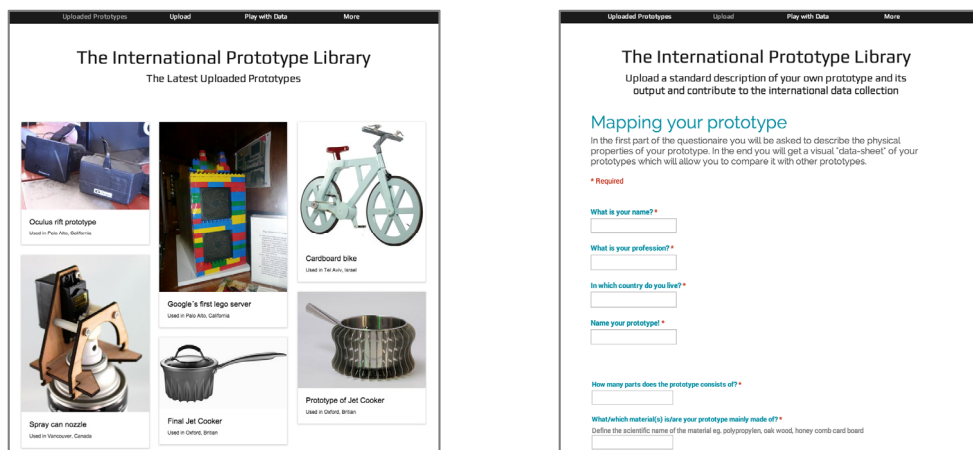 Uploaded Prototypes Upload Play with Data More
The International Prototype Library
The Latest Uploaded Prototypes
Oculus rift prototype
Used in Palo Alto, California
Google´s first lego server
Used in Palo Alto, California
Cardboard bike
Used in Tel Aviv, Israel
Spray can nozzle
Used in Vancouver, Canada
Final Jet Cooker
Used in Oxford, Britian
Prototype of Jet Cooker
Used in Oxford, Britian
Uploaded Prototypes Upload Play with Data More
The International Prototype Library
Upload a standard description of your own prototype and its
output and contribute to the international data collection
Mapping your prototype
In the first part of the questionaire you will be asked to describe the physical
properties of your prototype. In the end you will get a visual "data-sheet" of your
prototypes which will allow you to compare it with other prototypes.
* Required
What is your name? *
What is your profession? *
In which country do you live? *
Name your prototype! *
How many parts does the prototype consists of? *
What/which material(s) is/are your prototype mainly made of? *
Define the scientific name of the material eg. polypropylen, oak wood, honey comb card board